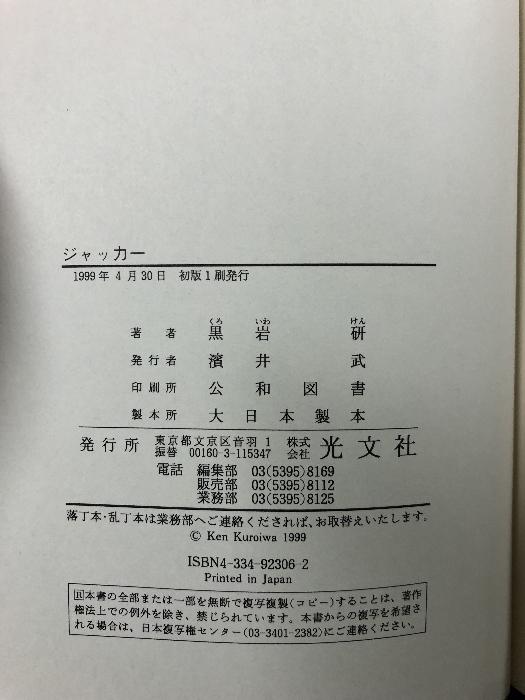 ジャッカー
1999年4月30日 初版1刷発行
くろ いわ けん
著者 黒岩研
発行者 濱井武
印刷所 公和図書
製本所 大日本製本
発行所 東京都文京区音羽1 株式 光文社
振替 00160-3-115347 会社
電話 編集部 03(5395)8169
販売部 03(5395)8112
業務部 03(5395)8125
落丁本・乱丁本は業務部へご連絡くだされば、お取替えいたします。
© Ken Kuroiwa 1999
ISBN4-334-92306-2
Printed in Japan
R本書の全部または一部を無断で複写複製(コピー)することは、著作
権法上での例外を除き、禁じられています。本書からの複写を希望さ
れる場合は、日本複写権センター(03-3401-2382)にご連絡ください。